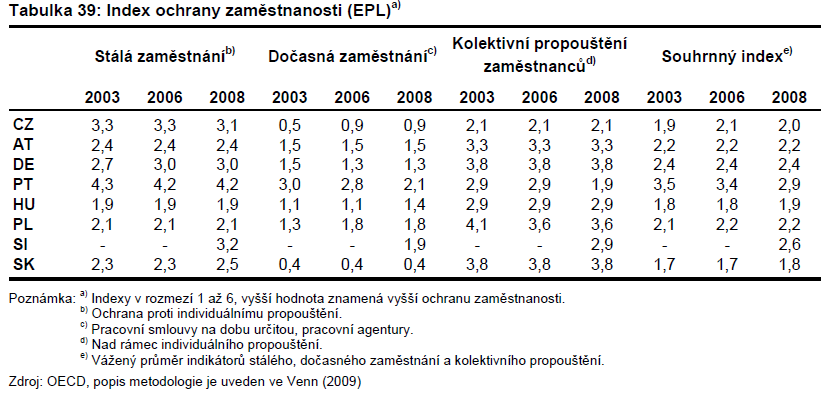 Tabulka 39: Index ochrany zaměstnanosti (EPL)a)
Stálá zaměstnáníb) Dočasná zaměstnáníc) Kolektivní propouštění zaměstnancůd) Souhrnný indexe)
2003 2006 2008 2003 2006 2008 2003 2006 2008 2003 2006 2008
CZ 3,3 3,3 3,1 0,5 0,9 0,9 2,1 2,1 2,1 1,9 2,1 2,0
AT 2,4 2,4 2,4 1,5 1,5 1,5 3,3 3,3 3,3 2,2 2,2 2,2
DE 2,7 3,0 3,0 1,5 1,3 1,3 3,8 3,8 3,8 2,4 2,4 2,4
PT 4,3 4,2 4,2 3,0 2,8 2,1 2,9 2,9 1,9 3,5 3,4 2,9
HU 1,9 1,9 1,9 1,1 1,1 1,4 2,9 2,9 2,9 1,8 1,8 1,9
PL 2,1 2,1 2,1 1,3 1,8 1,8 4,1 3,6 3,6 2,1 2,2 2,2
SI - - 3,2 - - 1,9 - - 2,9 - - 2,6
SK 2,3 2,3 2,5 0,4 0,4 0,4 3,8 3,8 3,8 1,7 1,7 1,8
Poznámka: a) Indexy v rozmezí 1 až 6, vyšší hodnota znamená vyšší ochranu zaměstnanosti.
b) Ochrana proti individuálnímu propouštění.
c) Pracovní smlouvy na dobu určitou, pracovní agentury.
d) Nad rámec individuálního propouštění.
e) Vážený průměr indikátorů stálého, dočasného zaměstnání a kolektivního propouštění.
Zdroj: OECD, popis metodologie je uveden ve Venn (2009)